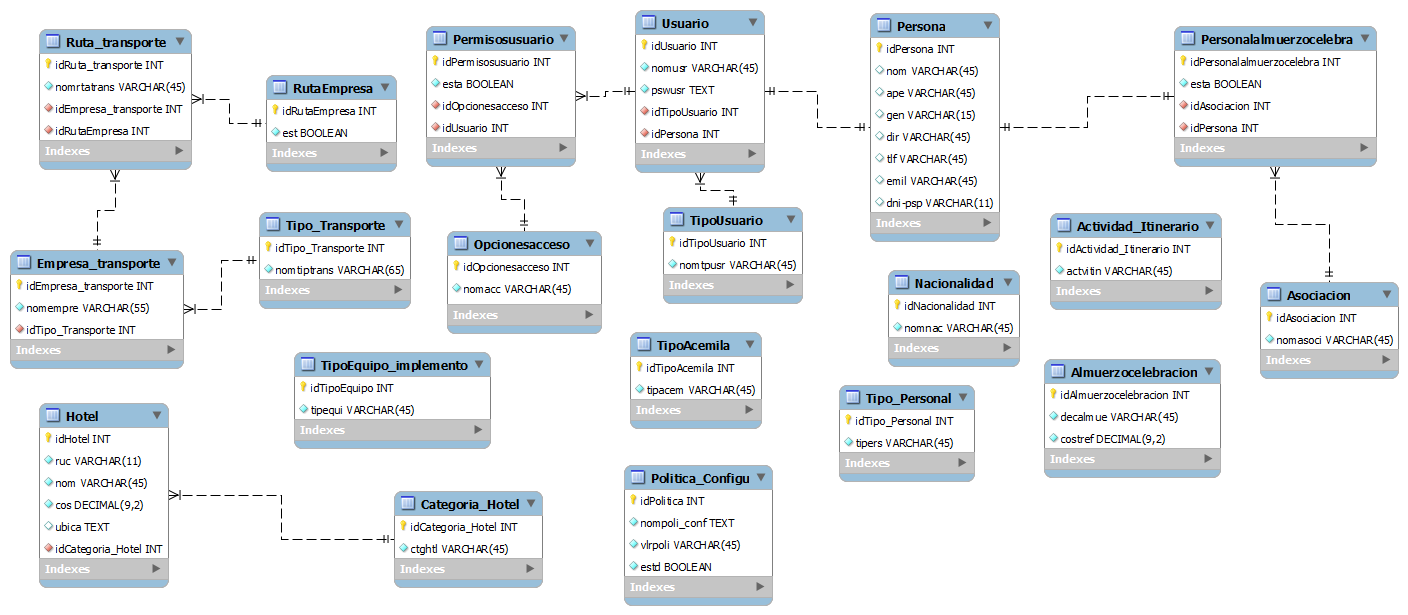 Ruta_transporte
idRuta_transporte INT
nomrtatrans VARCHAR(45)
idEmpresa_transporte INT
idRutaEmpresa INT
Indexes
RutaEmpresa
idRutaEmpresa INT
est BOOLEAN
Indexes
Permisosusuario
idPermisosusuario INT
esta BOOLEAN
idOpcionesacceso INT
idUsuario INT
Indexes
Usuario
idUsuario INT
nomusr VARCHAR(45)
pswusr TEXT
idTipoUsuario INT
idPersona INT
Indexes
Persona
idPersona INT
nom VARCHAR(45)
ape VARCHAR(45)
gen VARCHAR(15)
dir VARCHAR(45)
tlf VARCHAR(45)
emil VARCHAR(45)
dni-psp VARCHAR(11)
Indexes
Personalalmuerzocelebra
idPersonalalmuerzocelebra INT
esta BOOLEAN
idAsociacion INT
idPersona INT
Indexes
Empresa_transporte
idEmpresa_transporte INT
nomempre VARCHAR(55)
idTipo_Transporte INT
Indexes
Tipo_Transporte
idTipo_Transporte INT
nomtiptrans VARCHAR(65)
Indexes
Opcionesacceso
idOpcionesacceso INT
nomacc VARCHAR(45)
Indexes
TipoUsuario
idTipoUsuario INT
nomtpusr VARCHAR(45)
Indexes
Nacionalidad
idNacionalidad INT
nomnac VARCHAR(45)
Indexes
Actividad_Itinerario
idActividad_Itinerario INT
actvitin VARCHAR(45)
Indexes
Asociacion
idAsociacion INT
nomasoci VARCHAR(45)
Indexes
TipoEquipo_implemento
idTipoEquipo INT
tipequi VARCHAR(45)
Indexes
TipoAcemila
idTipoAcemila INT
tipacem VARCHAR(45)
Indexes
Tipo_Personal
idTipo_Personal INT
tipers VARCHAR(45)
Indexes
Almuerzocelebracion
idAlmuerzocelebracion INT
decalmue VARCHAR(45)
costref DECIMAL(9,2)
Indexes
Hotel
idHotel INT
ruc VARCHAR(11)
nom VARCHAR(45)
cos DECIMAL(9,2)
ubica TEXT
idCategoria_Hotel INT
Indexes
Categoria_Hotel
idCategoria_Hotel INT
ctghtl VARCHAR(45)
Indexes
Politica_Configu
idPolitica INT
nompoli_conf TEXT
vlrpoli VARCHAR(45)
estd BOOLEAN
Indexes